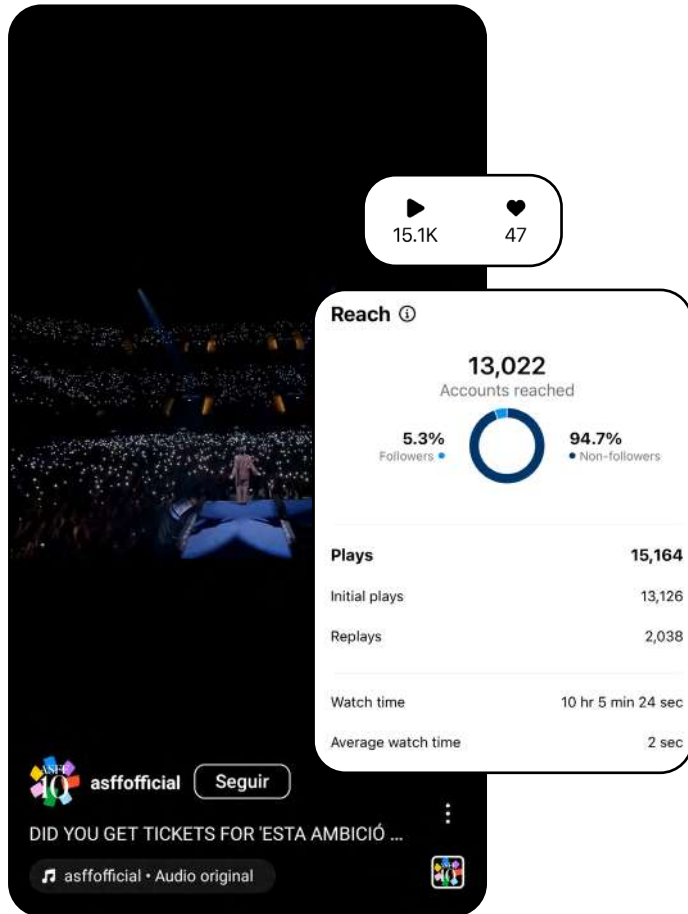 15.1K 47
Reach
13,022
Accounts reached
5.3% 94.7%
Followers Non-followers
Plays 15,164
Initial plays 13,126
Replays 2,038
Watch time 10 hr 5 min 24 sec
Average watch time 2 sec
ASFF
10
asffofficial Seguir
DID YOU GET TICKETS FOR 'ESTA AMBICIÓ ...
asffofficial • Audio original